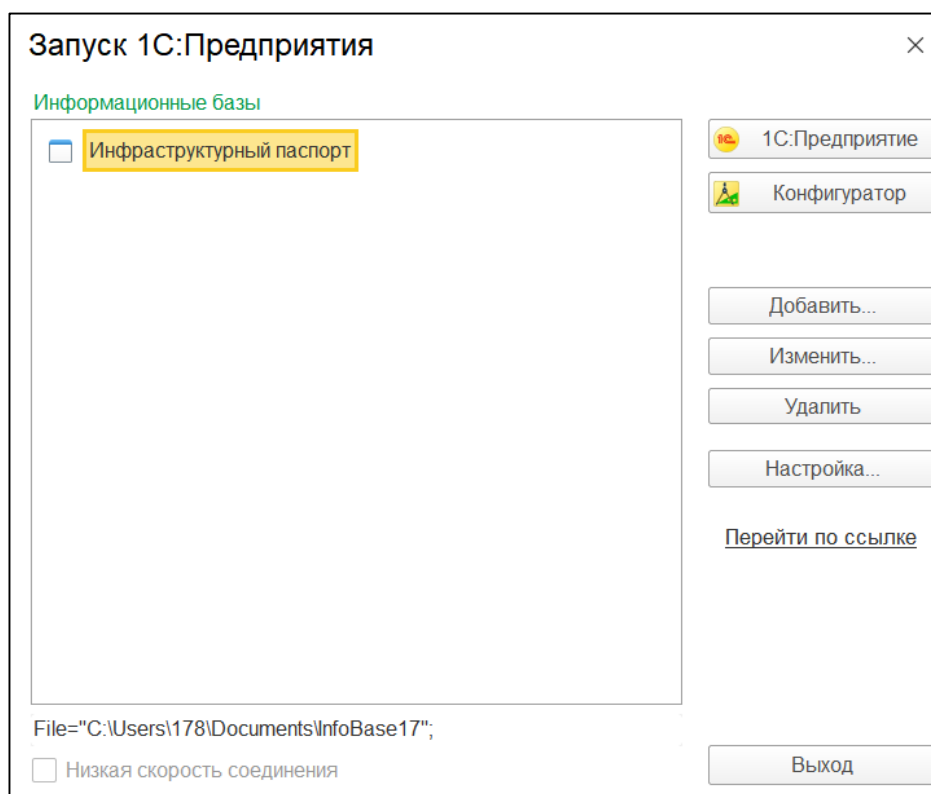 Запуск 1С:Предприятия
Информационные базы
Инфраструктурный паспорт
1С:Предприятие
Конфигуратор
Добавить...
Изменить...
Удалить
Настройка...
Перейти по ссылке
File="C:\Users\178\Documents\InfoBase17";
Низкая скорость соединения
Выход